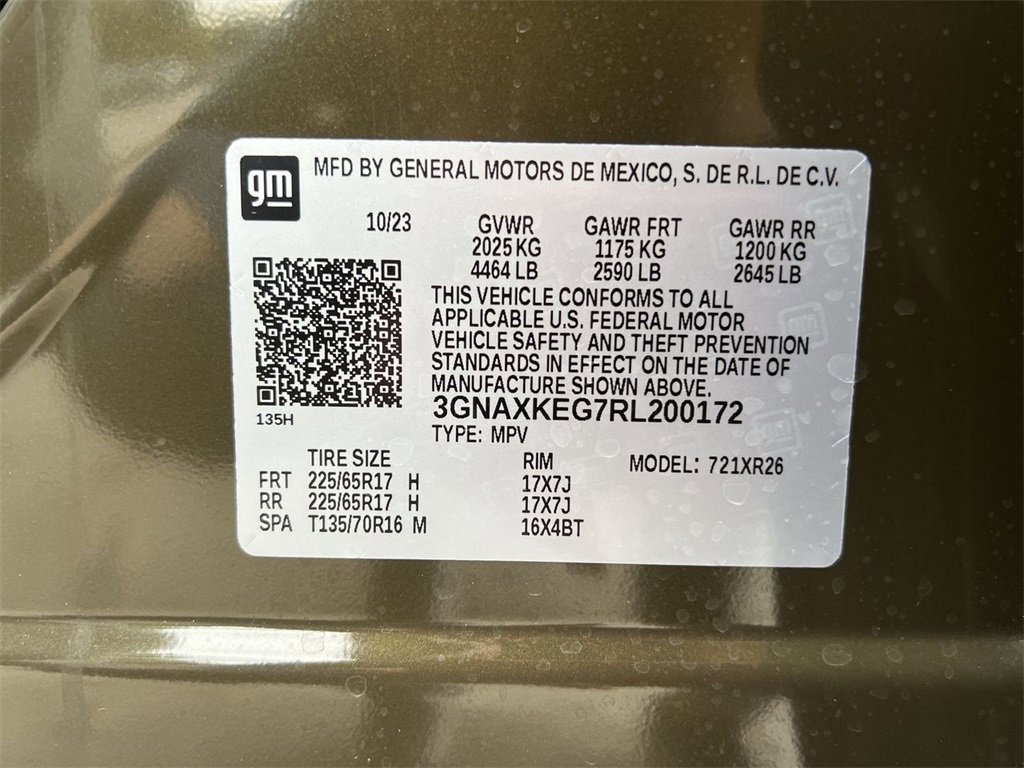 gm
MFD BY GENERAL MOTORS DE MEXICO, S. DE R.L. DE C.V.
10/23 GVWR GAWR FRT GAWR RR
2025 KG 1175 KG 1200 KG
4464 LB 2590 LB 2645 LB
THIS VEHICLE CONFORMS TO ALL
APPLICABLE U.S. FEDERAL MOTOR
VEHICLE SAFETY AND THEFT PREVENTION
STANDARDS IN EFFECT ON THE DATE OF
MANUFACTURE SHOWN ABOVE.
135H
3GNAXKEG7RL200172
TYPE: MPV
TIRE SIZE RIM MODEL: 721XR26
FRT 225/65R17 H 17X7J
RR 225/65R17 H 17X7J
SPA T135/70R16 M 16X4BT